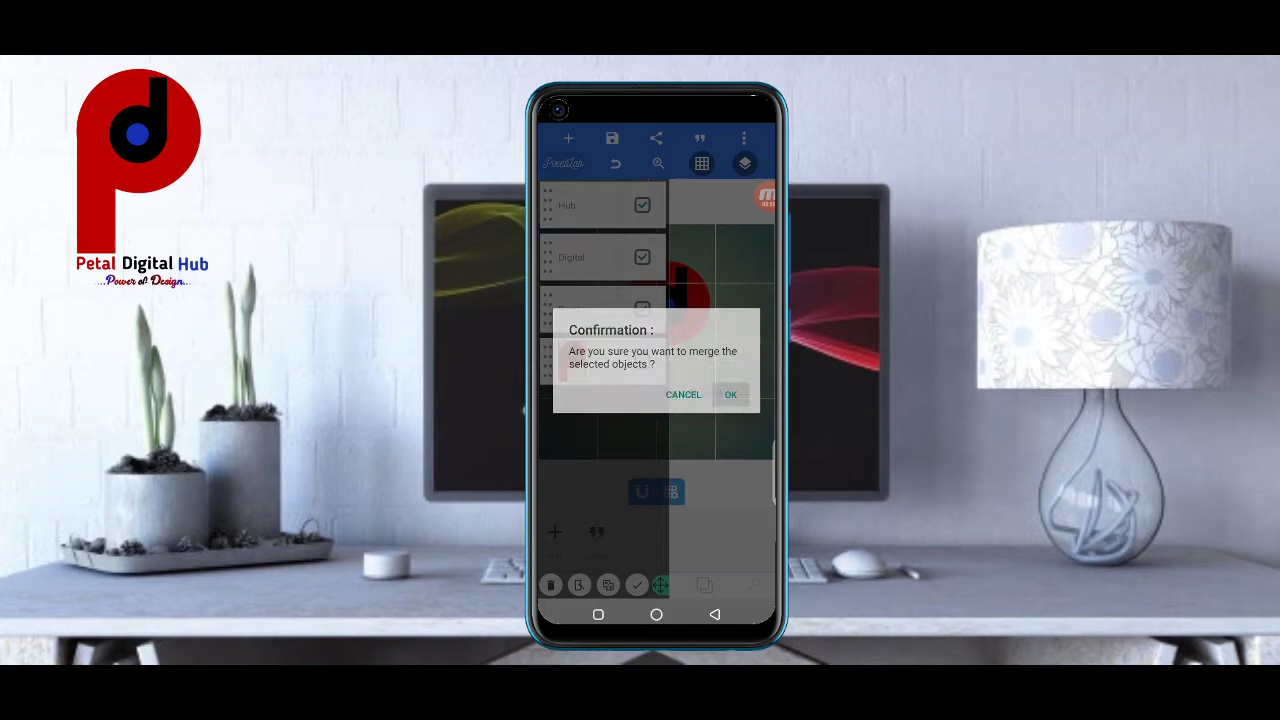 Petal Digital Hub
...Power of Design...
PixelLab
Hub
Digital
Confirmation :
Are you sure you want to merge the
selected objects ?
CANCEL
OK